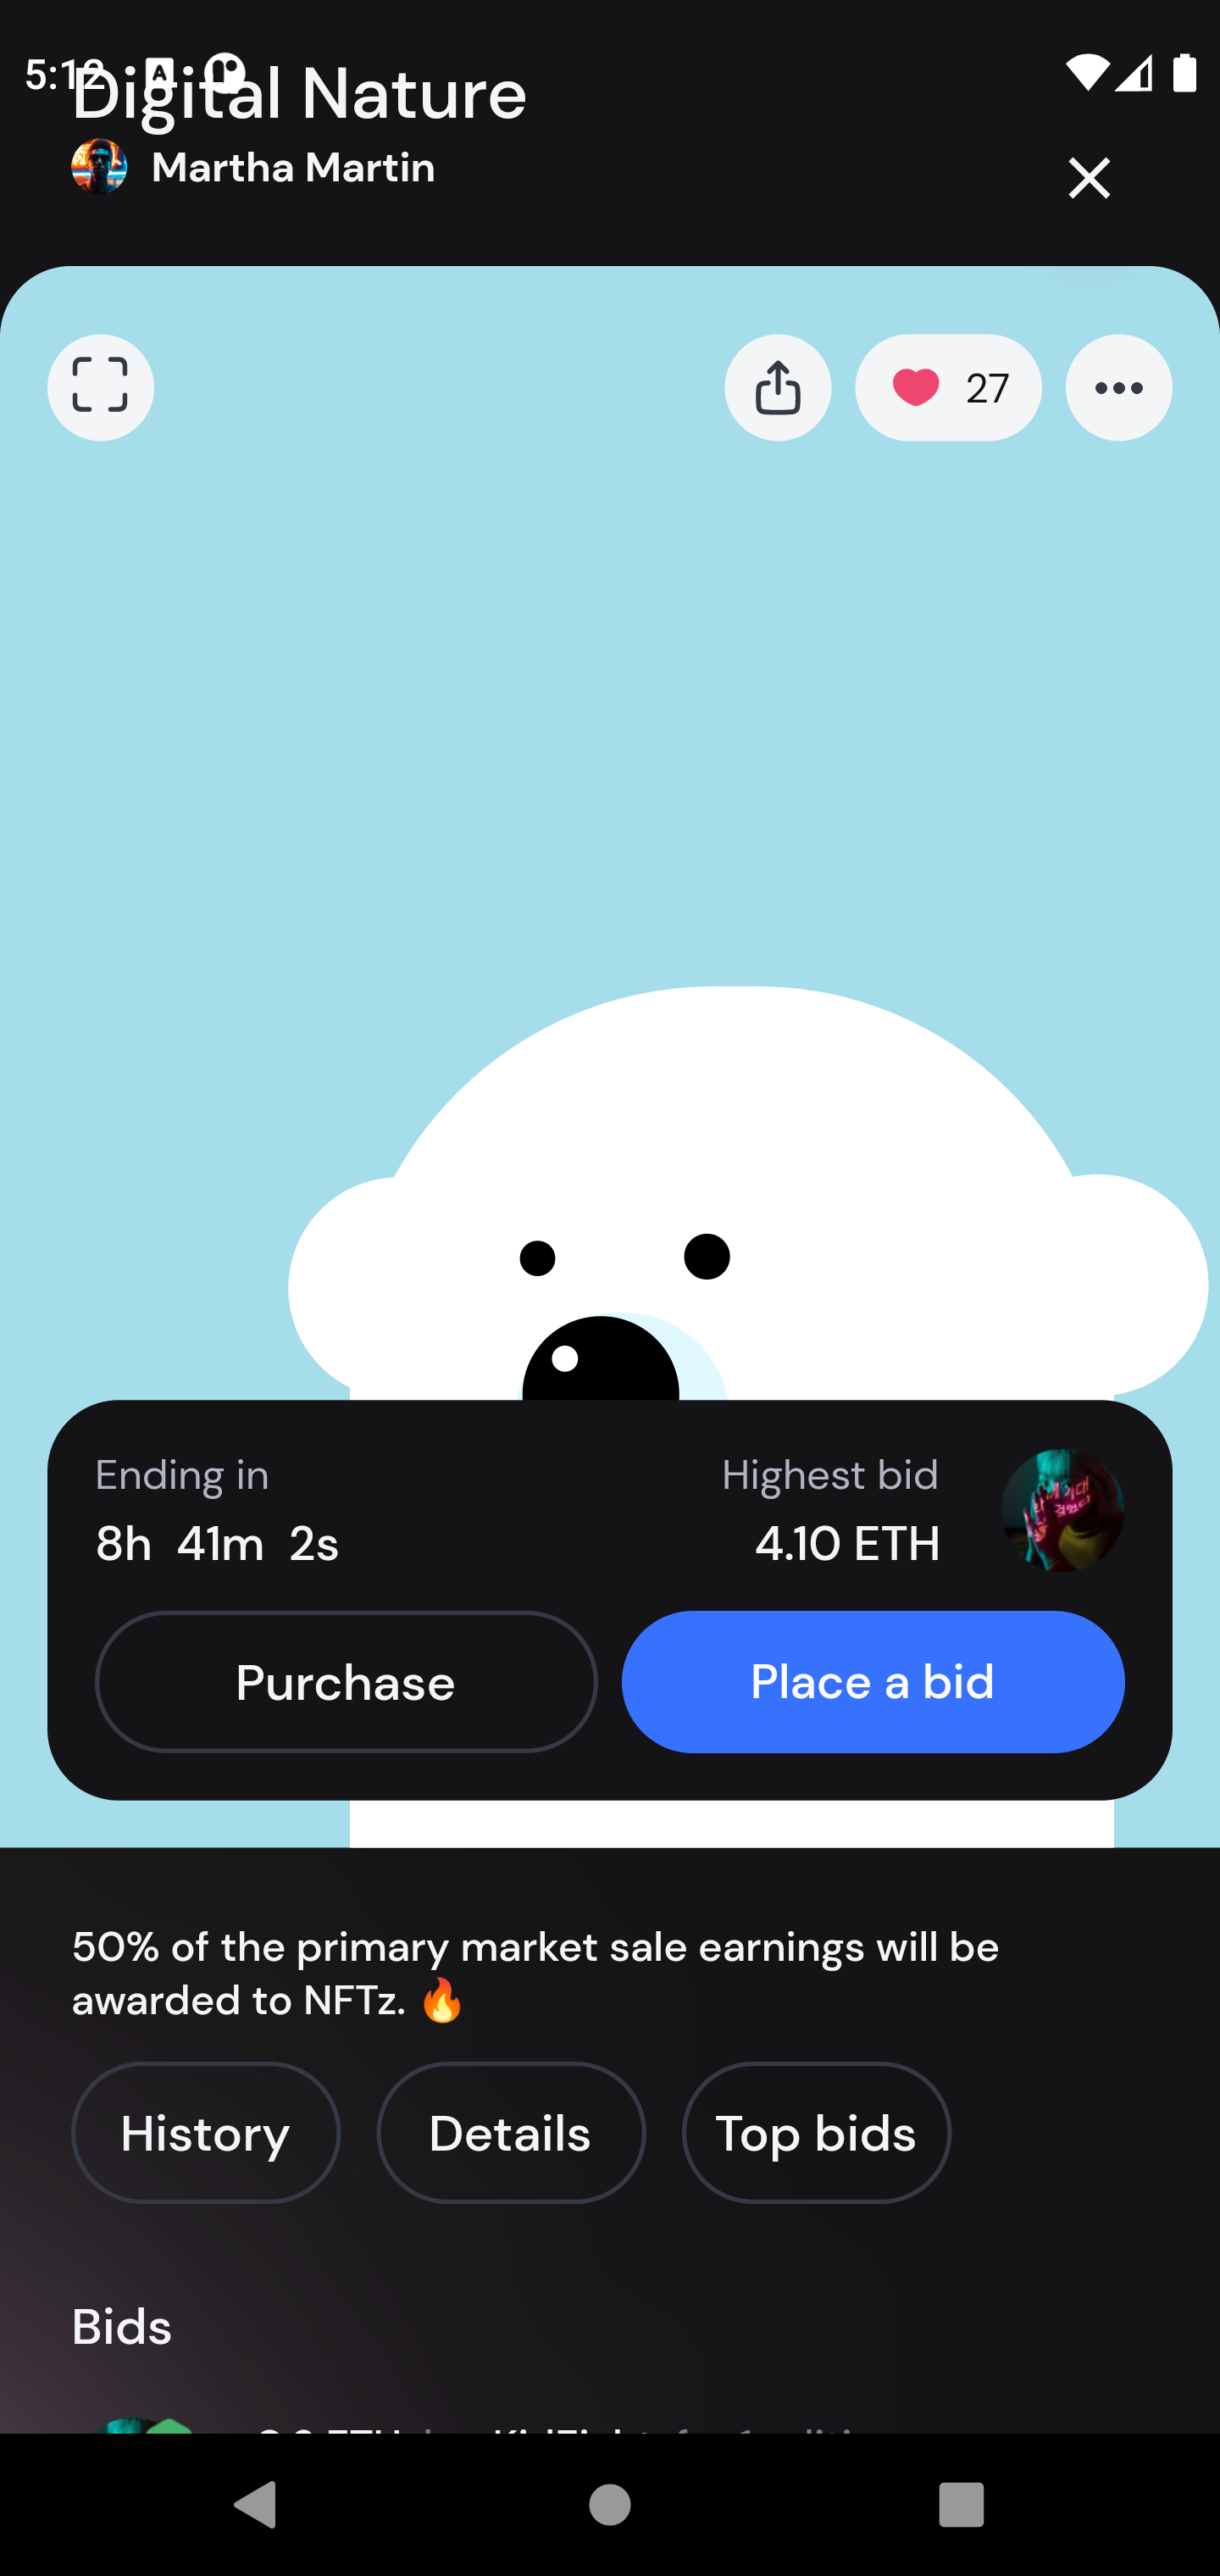 5:12
Digital Nature
Martha Martin
27
Ending in
Highest bid
8h 41m 2s
4.10 ETH
Purchase
Place a bid
50% of the primary market sale earnings will be
awarded to NFTz. 🔥
History
Details
Top bids
Bids